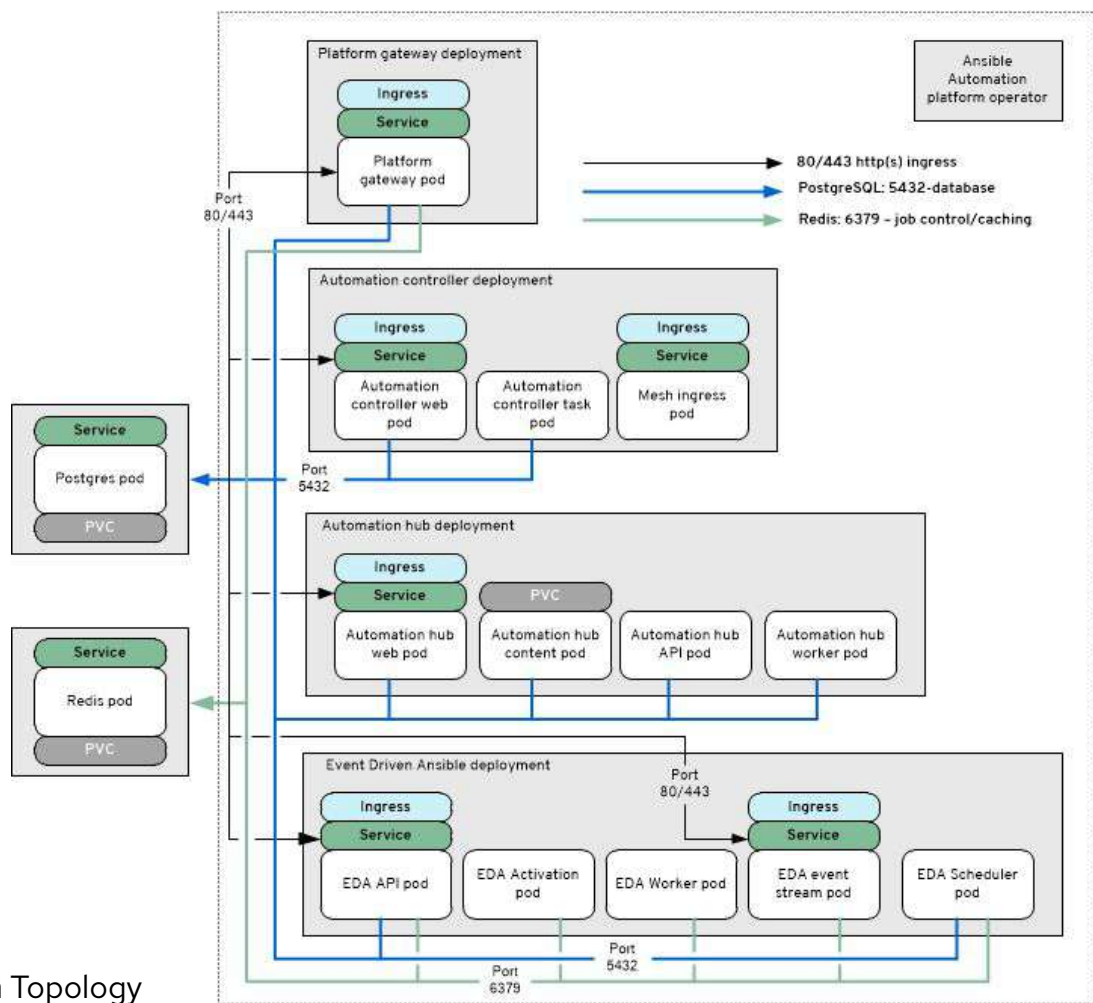 Platform gateway deployment
Ingress
Service
Platform
gateway pod
Ansible
Automation
platform operator
80/443 http(s) ingress
PostgreSQL: 5432-database
Redis: 6379 – job control/caching
Port
80/443
Automation controller deployment
Ingress
Service
Automation
controller web
pod
Automation
controller task
pod
Ingress
Service
Mesh ingress
pod
Service
Postgres pod
PVC
Port
5432
Automation hub deployment
Ingress
Service
Automation hub
web pod
PVC
Automation hub
content pod
Automation hub
API pod
Automation hub
worker pod
Service
Redis pod
PVC
Event Driven Ansible deployment
Port
80/443
Ingress
Service
EDA API pod
EDA Activation
pod
EDA Worker pod
Ingress
Service
EDA event
stream pod
EDA Scheduler
pod
Port
5432
Port
6379
Topology